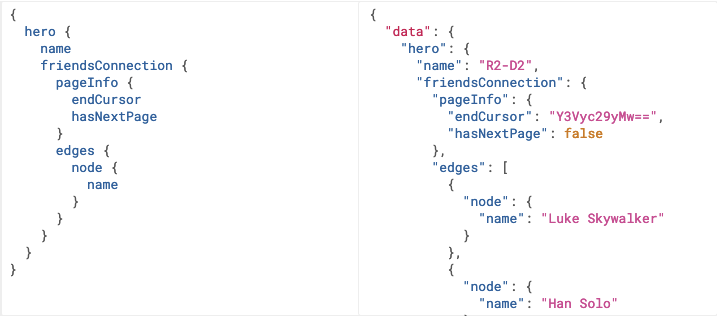 {
  hero {
    name
    friendsConnection {
      pageInfo {
        endCursor
        hasNextPage
      }
      edges {
        node {
          name
        }
      }
    }
  }
}
{
  "data": {
    "hero": {
      "name": "R2-D2",
      "friendsConnection": {
        "pageInfo": {
          "endCursor": "Y3Vyc29yMw==",
          "hasNextPage": false
        },
        "edges": [
          {
            "node": {
              "name": "Luke Skywalker"
            }
          },
          {
            "node": {
              "name": "Han Solo"